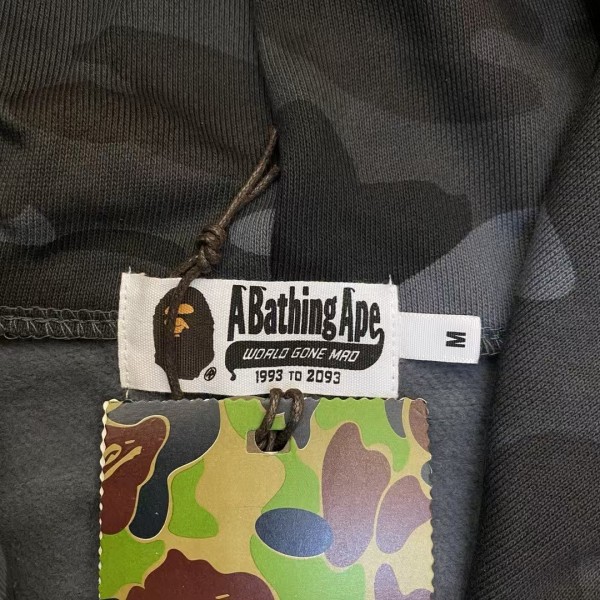 A Bathing Ape
®
WORLD GONE MAD
1993 TO 2093
M